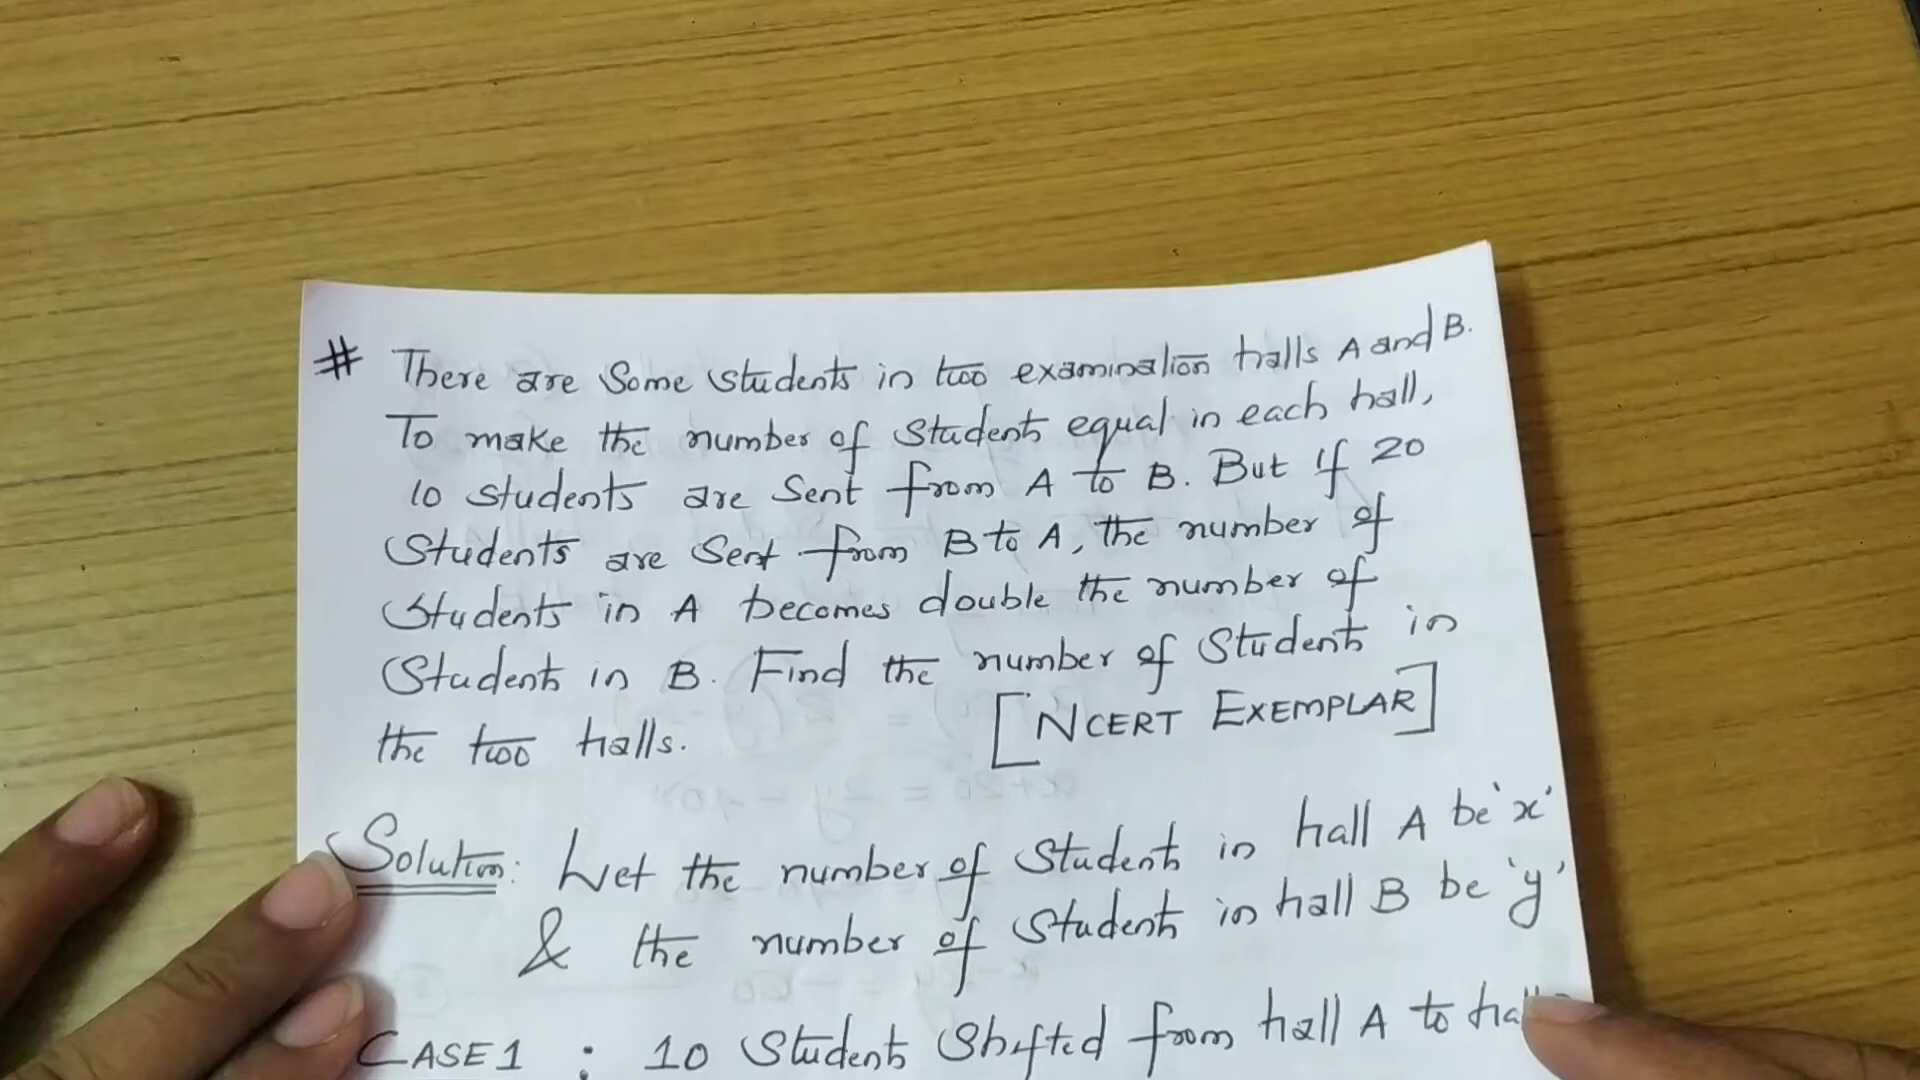 # There are Some students in two examination halls A and B.
To make the number of students equal in each hall,
10 students are Sent from A to B. But if 20
Students are Sent from B to A, the number of
Students in A becomes double the number of
Students in B. Find the number of Students in
the two halls. [NCERT EXEMPLAR]
Solution: Let the number of Students in hall A be 'x'
& the number of Students in hall B be 'y'
CASE 1 : 10 Students Shifted from hall A to